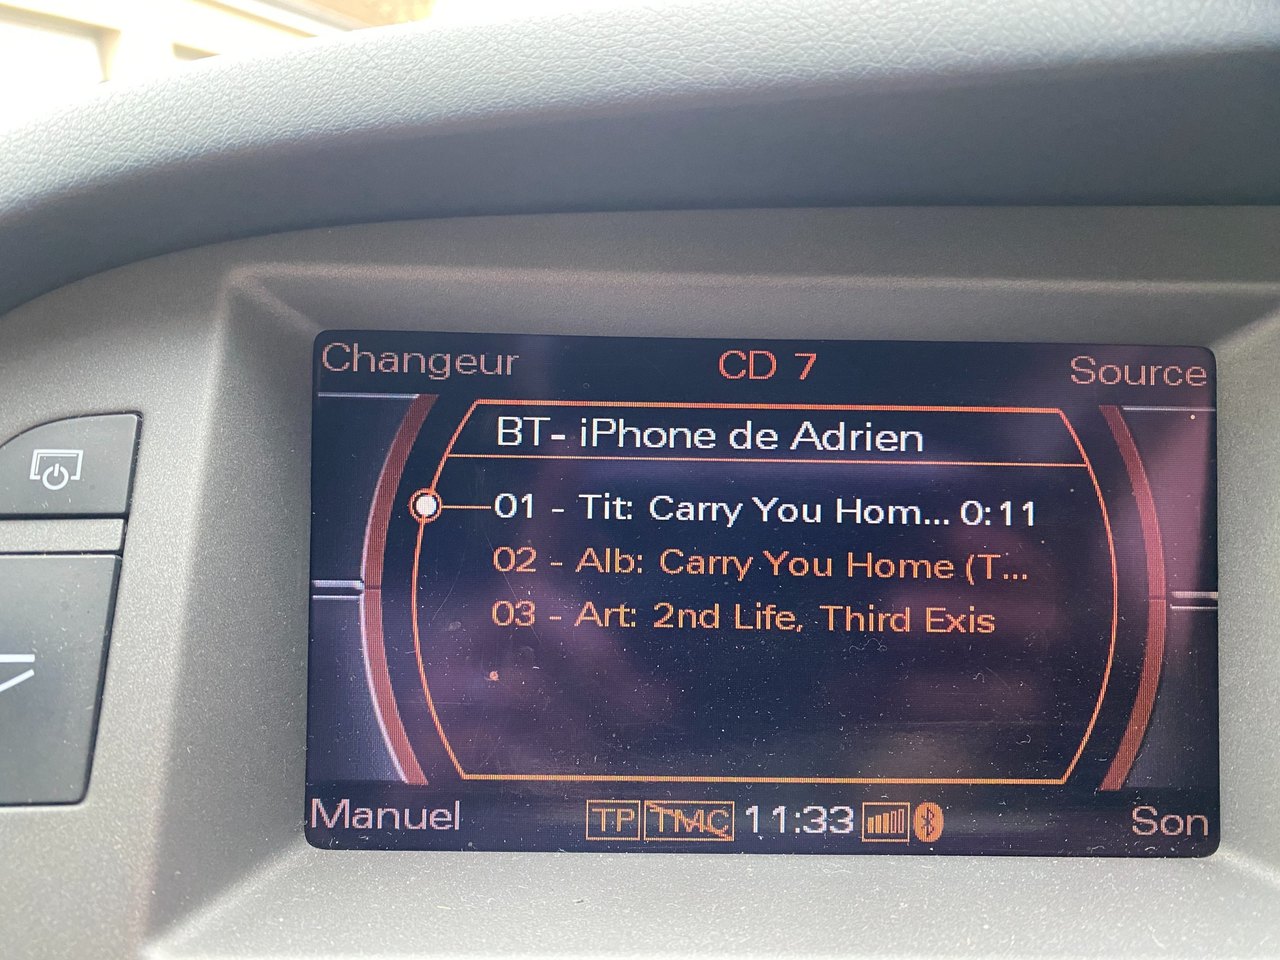 Changeur CD 7 Source
BT- iPhone de Adrien
01 - Tit: Carry You Hom... 0:11
02 - Alb: Carry You Home (T...
03 - Art: 2nd Life, Third Exis
Manuel TP TMC 11:33 Son